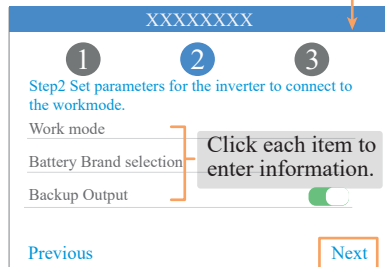 XXXXXXXX
1 2 3
Step2 Set parameters for the inverter to connect to
the workmode.
Work mode
Battery Brand selection
Click each item to
enter information.
Backup Output
Previous
Next